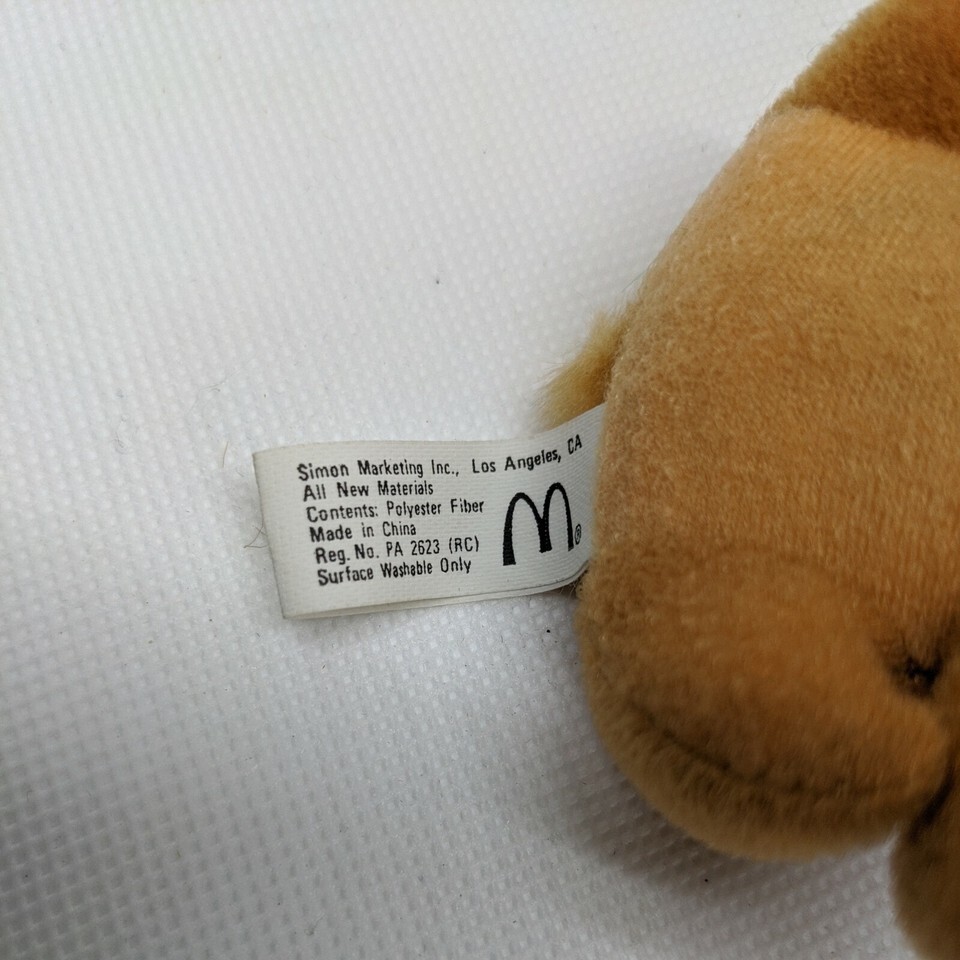 Simon Marketing Inc., Los Angeles, CA
All New Materials
Contents: Polyester Fiber
Made in China
Reg. No. PA 2623 (RC)
Surface Washable Only
M®